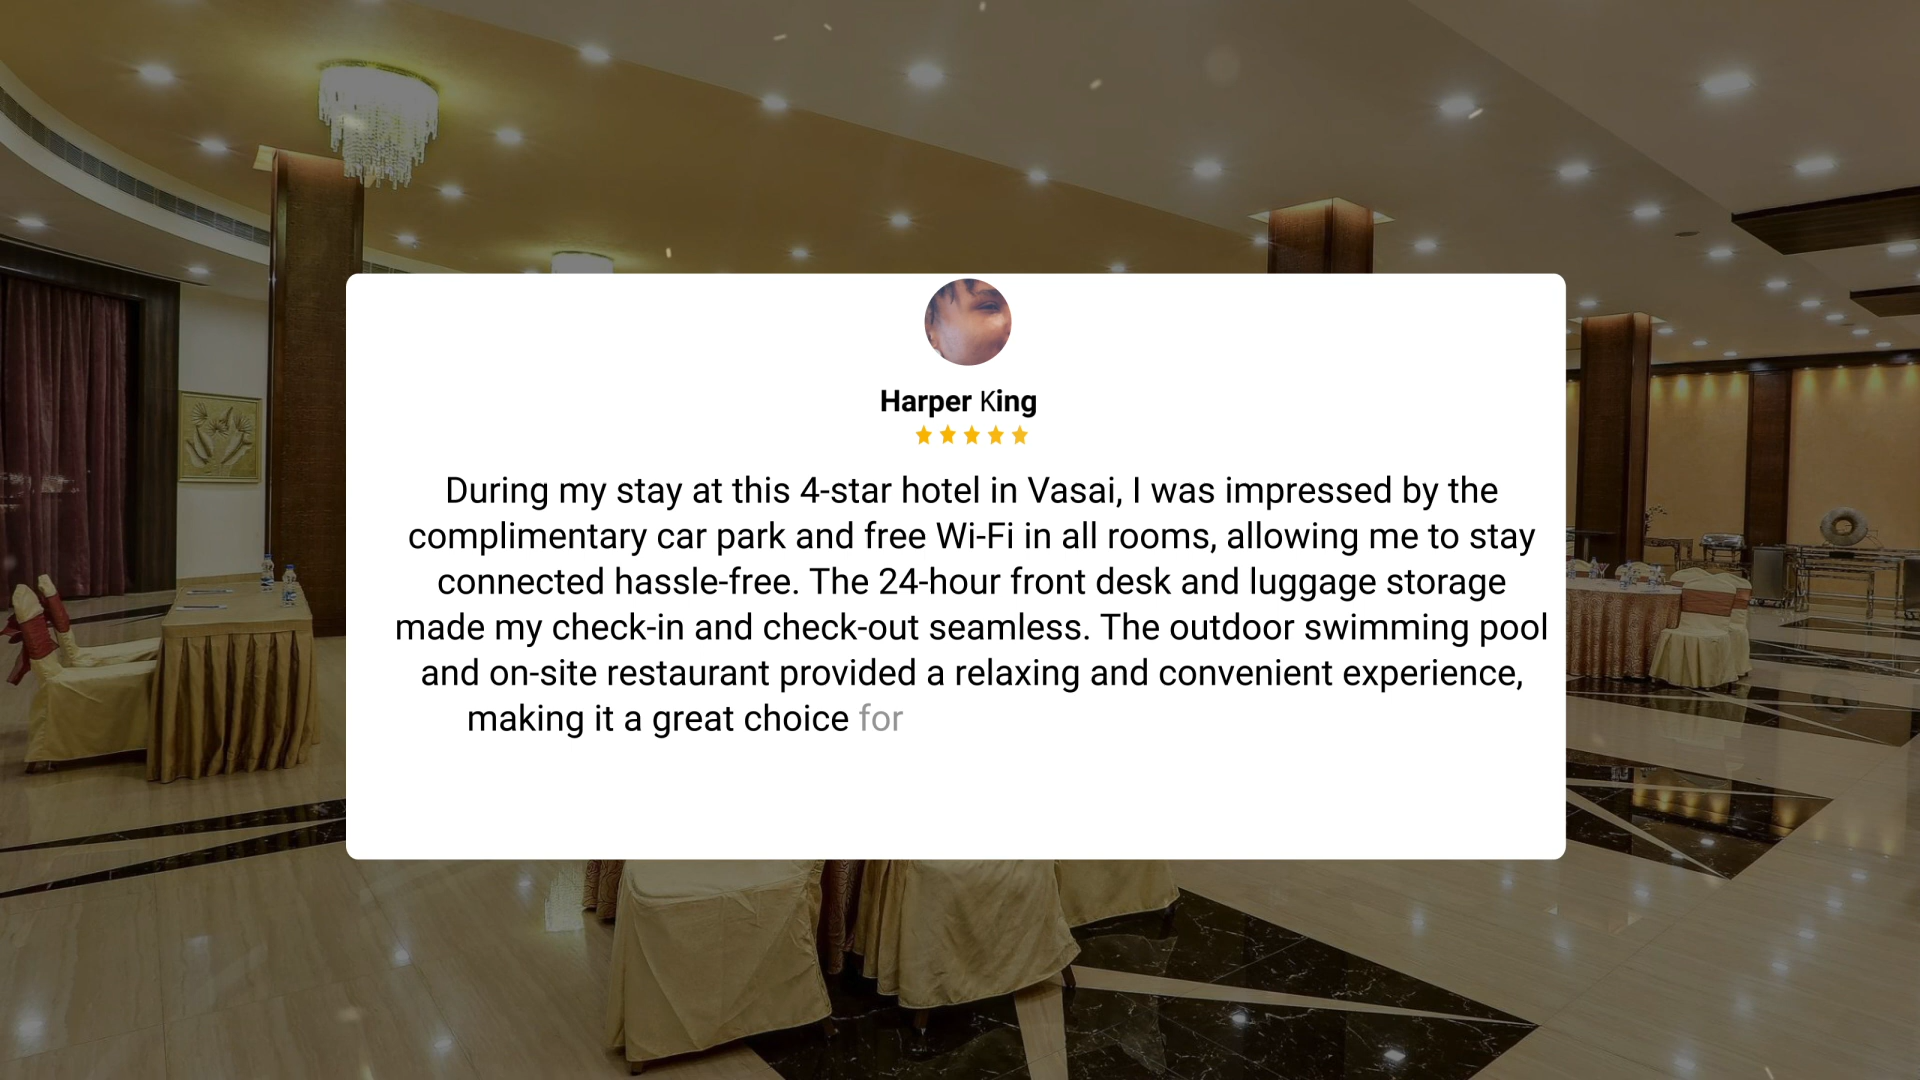 Harper King
During my stay at this 4-star hotel in Vasai, I was impressed by the
complimentary car park and free Wi-Fi in all rooms, allowing me to stay
connected hassle-free. The 24-hour front desk and luggage storage
made my check-in and check-out seamless. The outdoor swimming pool
and on-site restaurant provided a relaxing and convenient experience,
making it a great choice for